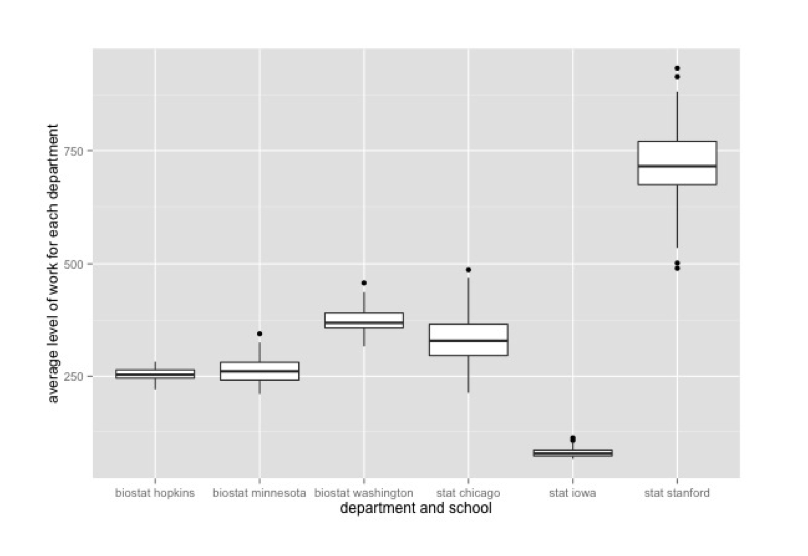 average level of work for each department
750
500
250
biostat hopkins
biostat minnesota
biostat washington
stat chicago
stat iowa
stat stanford
department and school